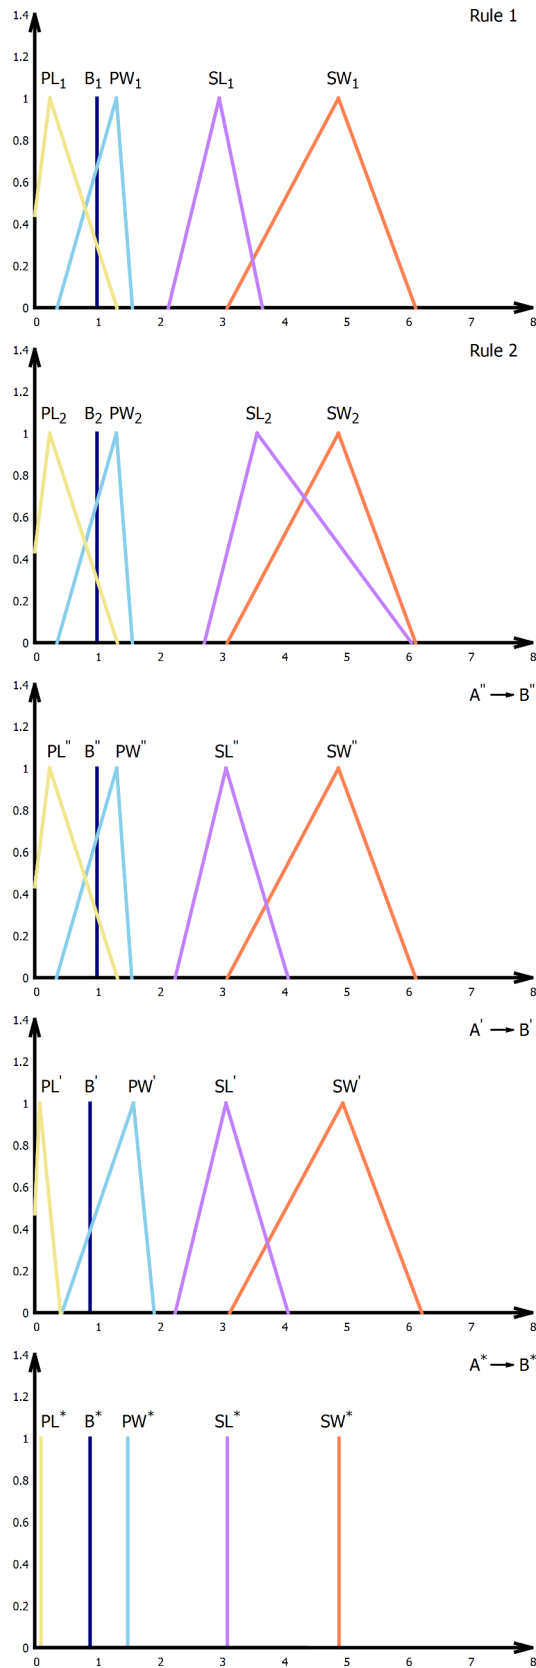 Rule 1
1.4
1.2
PL₁ B₁ PW₁ SL₁ SW₁
1
0.8
0.6
0.4
0.2
0
0 1 2 3 4 5 6 7 8
Rule 2
1.4
1.2
PL₂ B₂ PW₂ SL₂ SW₂
1
0.8
0.6
0.4
0.2
0
0 1 2 3 4 5 6 7 8
A" → B"
1.4
1.2
PL" B" PW" SL" SW"
1
0.8
0.6
0.4
0.2
0
0 1 2 3 4 5 6 7 8
A' → B'
1.4
1.2
PL' B' PW' SL' SW'
1
0.8
0.6
0.4
0.2
0
0 1 2 3 4 5 6 7 8
A* → B*
1.4
1.2
PL* B* PW* SL* SW*
1
0.8
0.6
0.4
0.2
0
0 1 2 3 4 5 6 7 8